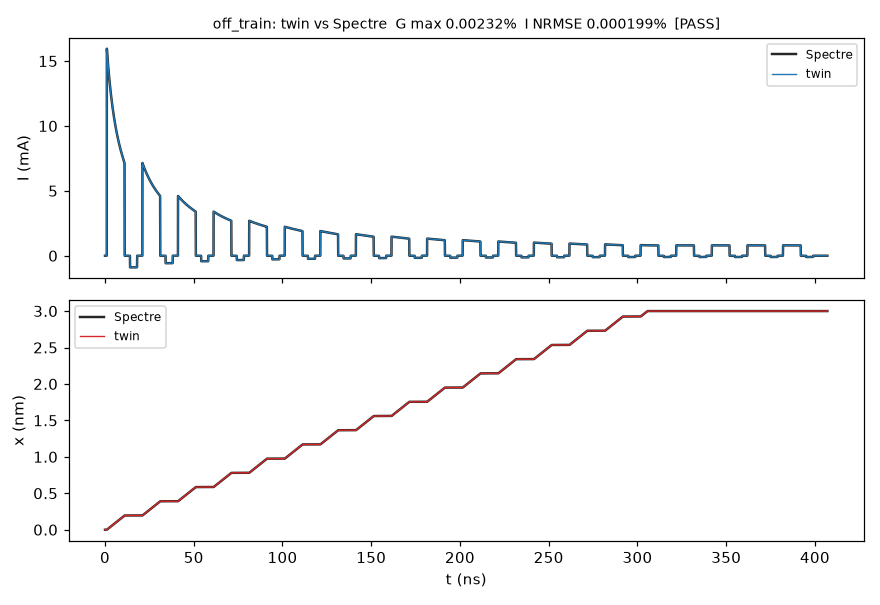 off_train: twin vs Spectre  G max 0.00232%  I NRMSE 0.000199%  [PASS]
I (mA)
15
10
5
0
Spectre
twin
x (nm)
3.0
2.5
2.0
1.5
1.0
0.5
0.0
Spectre
twin
0 50 100 150 200 250 300 350 400
t (ns)